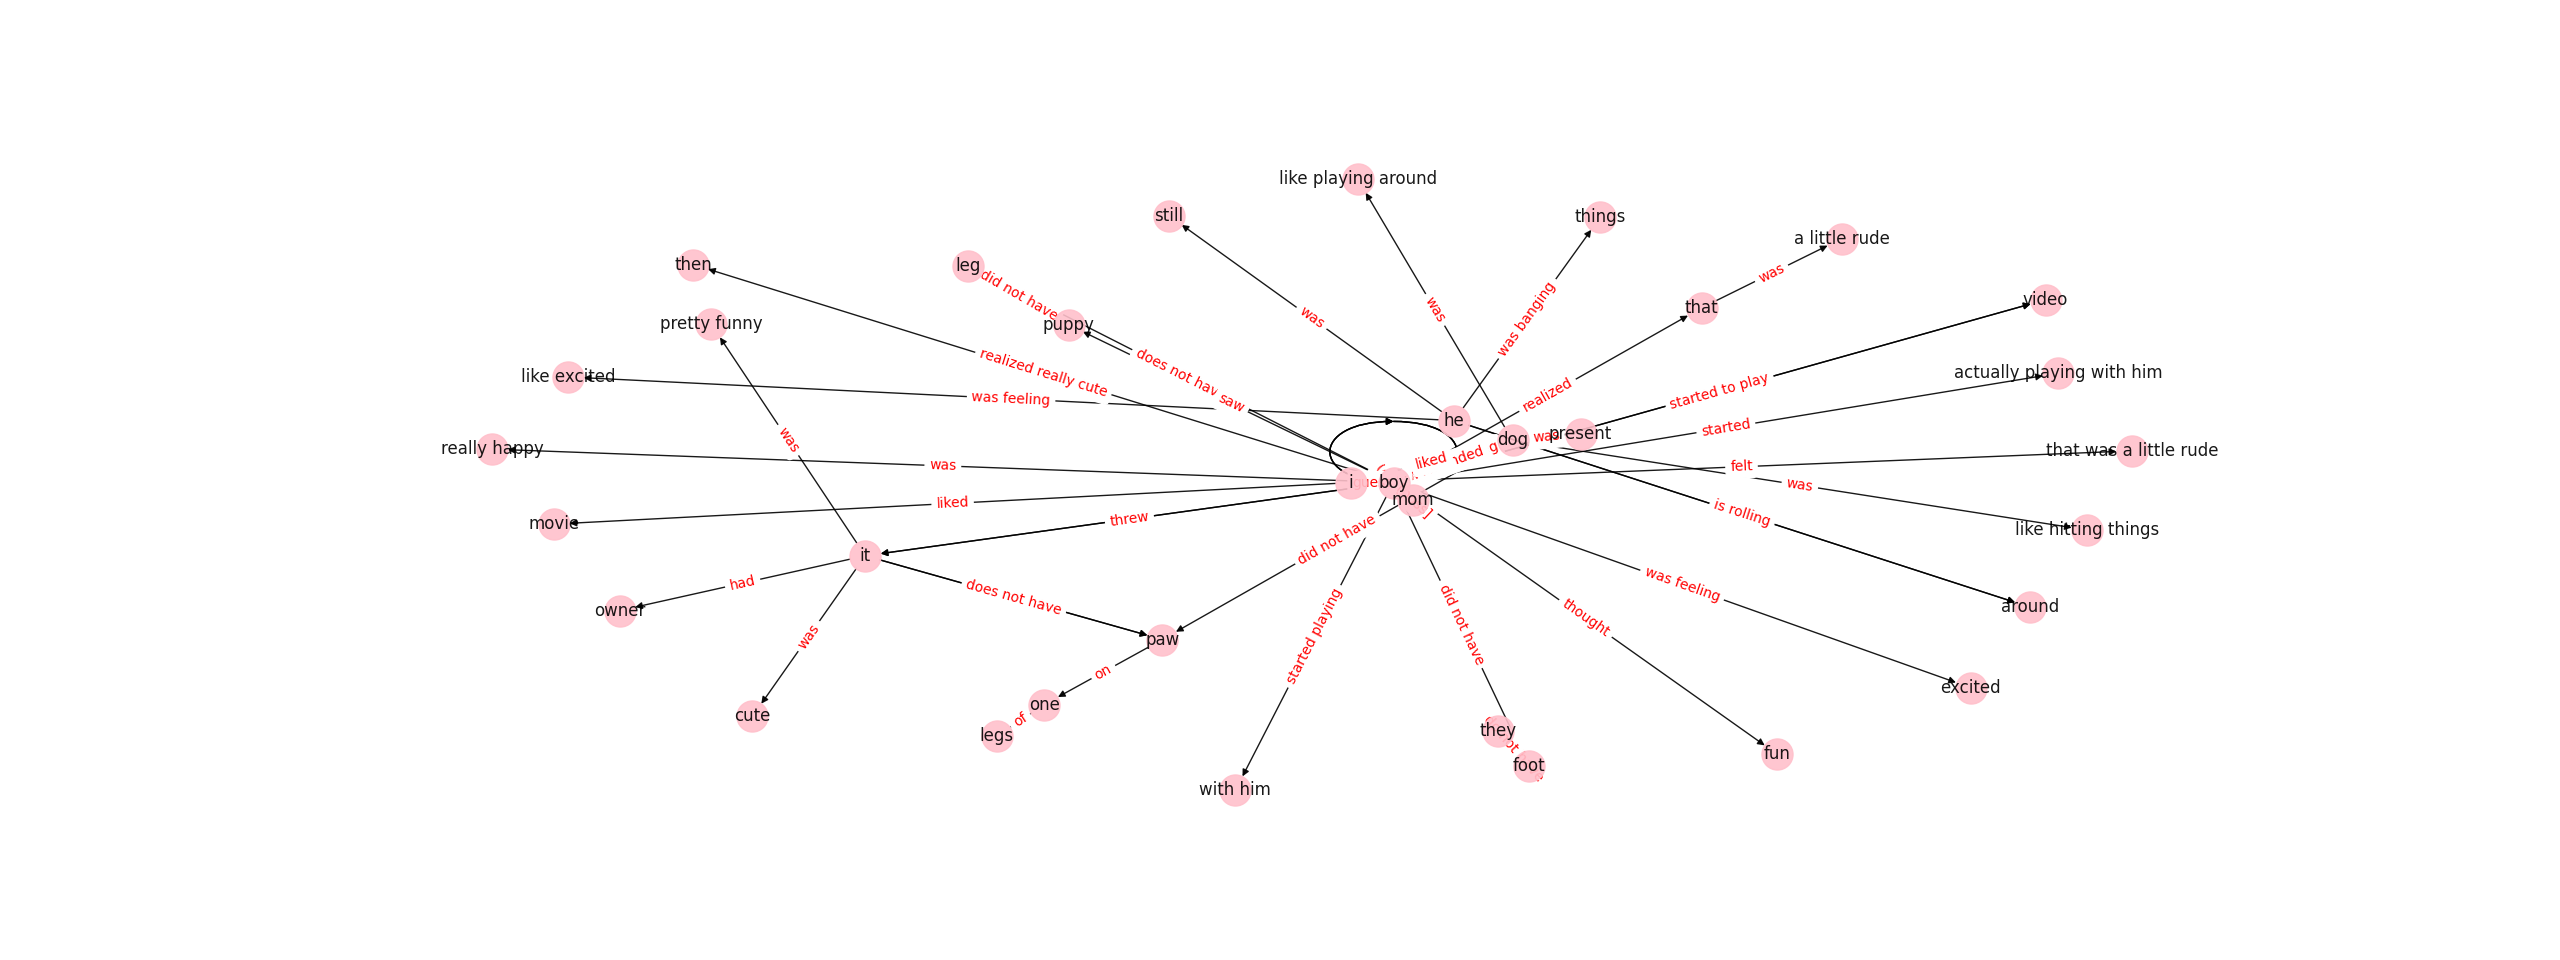 like playing around
still
things
a little rude
then
leg
was
did not have
video
that
was
was
was banging
pretty funny
puppy
realized really cute
does not hav
saw
realized
started to play
actually playing with him
like excited
was feeling
he
was
present
dog
started
really happy
was
liked
was
felt
that was a little rude
i
boy
mom
was
movie
liked
threw
is rolling
like hitting things
it
did not have
had
does not have
was feeling
around
owner
was
paw
started playing
did not have
thought
on
one
of
legs
cute
excited
they
foot
fun
with him